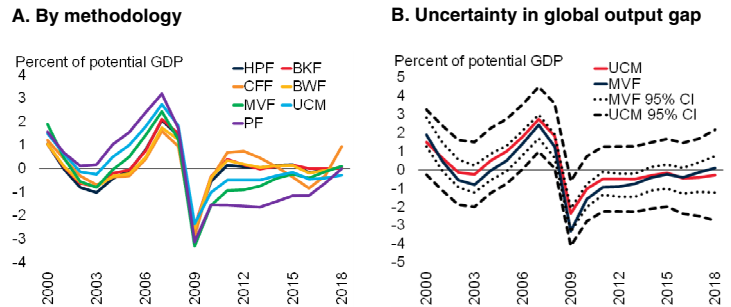 A. By methodology
Percent of potential GDP
4
3
2
1
0
-1
-2
-3
-4
HPF BKF
CFF BWF
MVF UCM
PF
2000
2003
2006
2009
2012
2015
2018
B. Uncertainty in global output gap
Percent of potential GDP
5
4
3
2
1
0
-1
-2
-3
-4
-5
UCM
MVF
MVF 95% CI
UCM 95% CI
2000
2003
2006
2009
2012
2015
2018